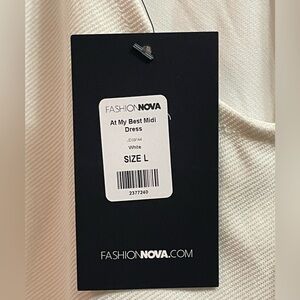 FASHIONNOVA
At My Best Midi
Dress
White
SIZE L
2377240
FASHIONNOVA.COM